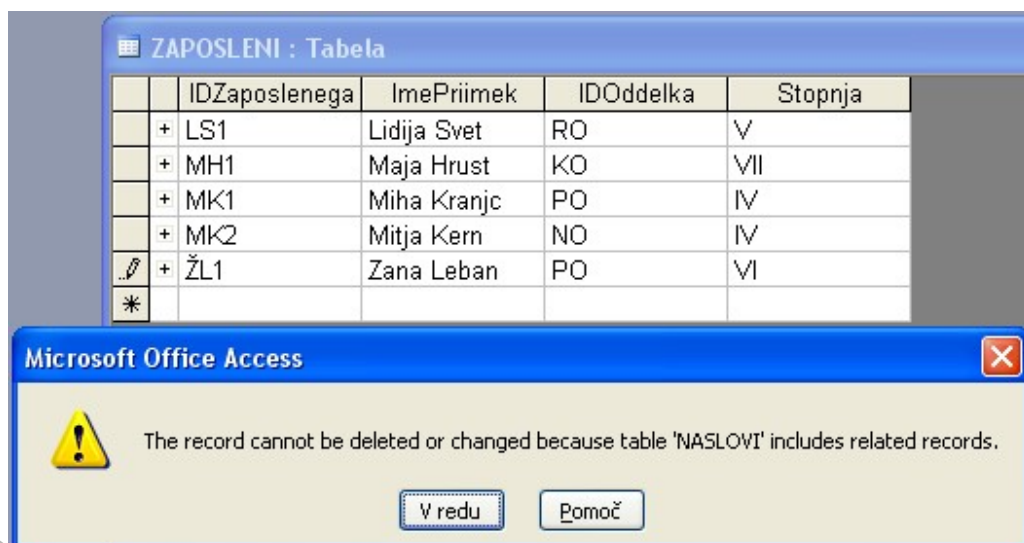 ZAPOSLENI : Tabela
IDZaposlenega ImePriimek IDOddelka Stopnja
+ LS1 Lidija Svet RO V
+ MH1 Maja Hrust KO VII
+ MK1 Miha Kranjc PO IV
+ MK2 Mitja Kern NO IV
+ ŽL1 Zana Leban PO VI
Microsoft Office Access
The record cannot be deleted or changed because table 'NASLOVI' includes related records.
V redu Pomoč